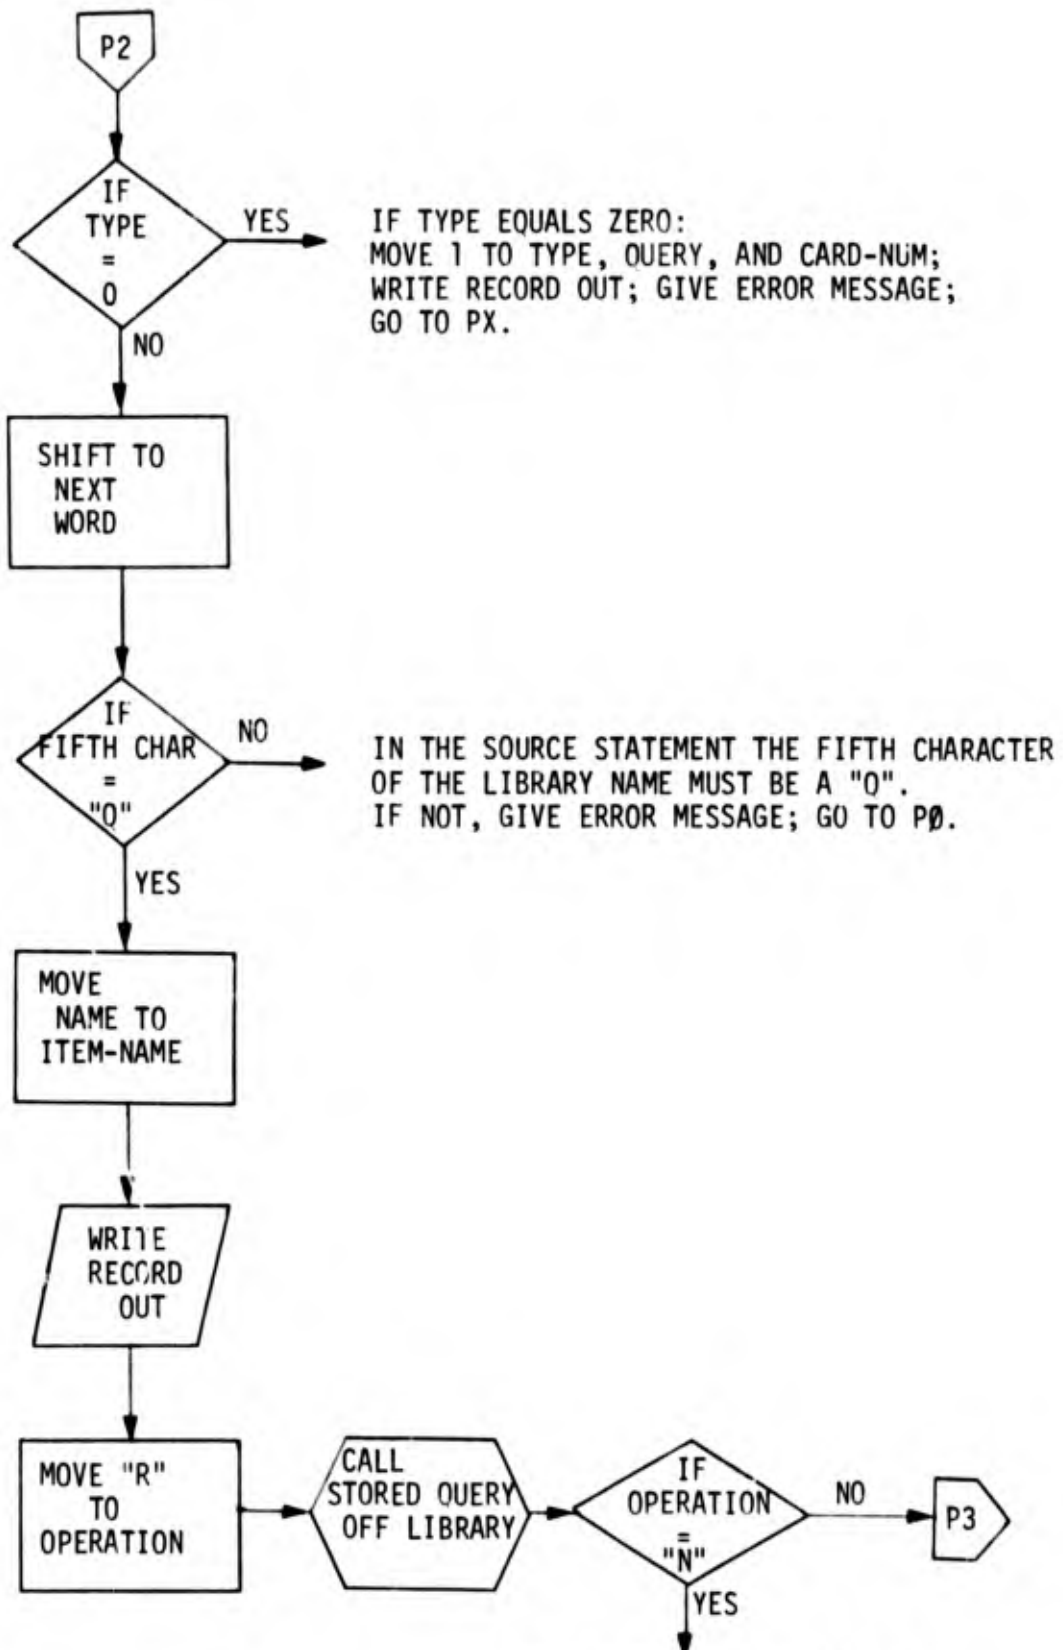 P2
IF
TYPE
=
0
YES
IF TYPE EQUALS ZERO:
MOVE 1 TO TYPE, QUERY, AND CARD-NUM;
WRITE RECORD OUT; GIVE ERROR MESSAGE;
GO TO PX.
NO
SHIFT TO
NEXT
WORD
IF
FIFTH CHAR
=
"Q"
NO
IN THE SOURCE STATEMENT THE FIFTH CHARACTER
OF THE LIBRARY NAME MUST BE A "Q".
IF NOT, GIVE ERROR MESSAGE; GO TO PØ.
YES
MOVE
NAME TO
ITEM-NAME
WRITE
RECORD
OUT
MOVE "R"
TO
OPERATION
CALL
STORED QUERY
OFF LIBRARY
IF
OPERATION
=
"N"
NO
P3
YES